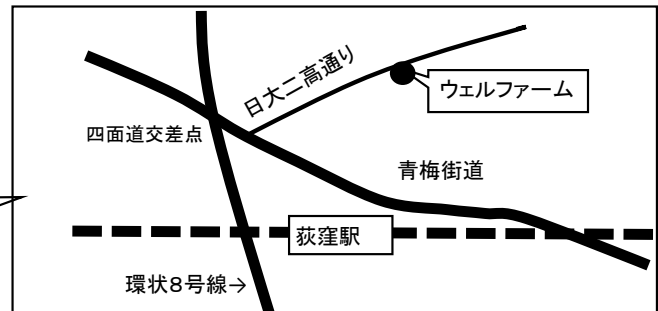 日大二高通り
ウェルファーム
四面道交差点
青梅街道
荻窪駅
環状8号線→